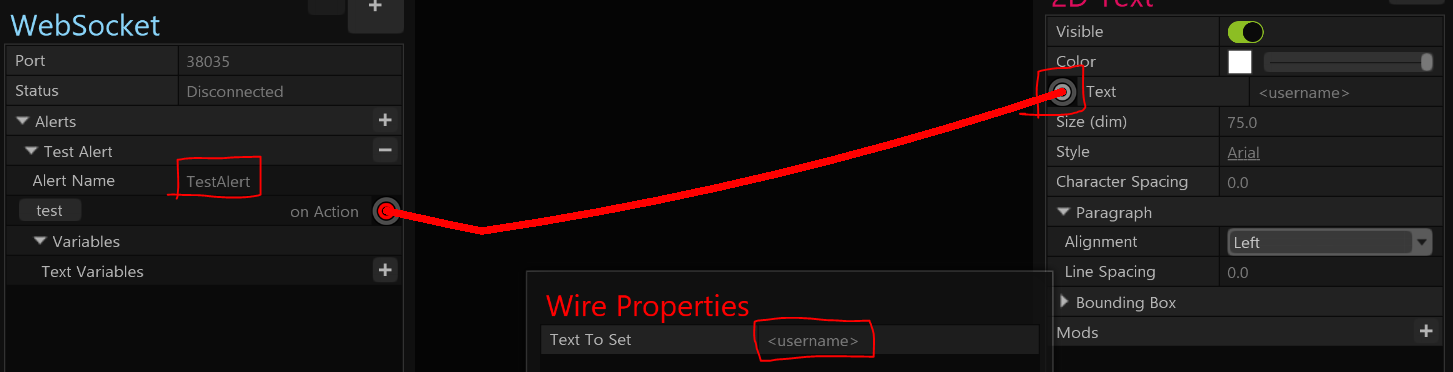 WebSocket
Port 38035
Status Disconnected
Alerts +
Test Alert −
Alert Name TestAlert
test on Action
Variables
Text Variables +
Wire Properties
Text To Set <username>
2D Text
Visible
Color
Text <username>
Size (dim) 75.0
Style Arial
Character Spacing 0.0
Paragraph
Alignment Left
Line Spacing 0.0
Bounding Box
Mods +